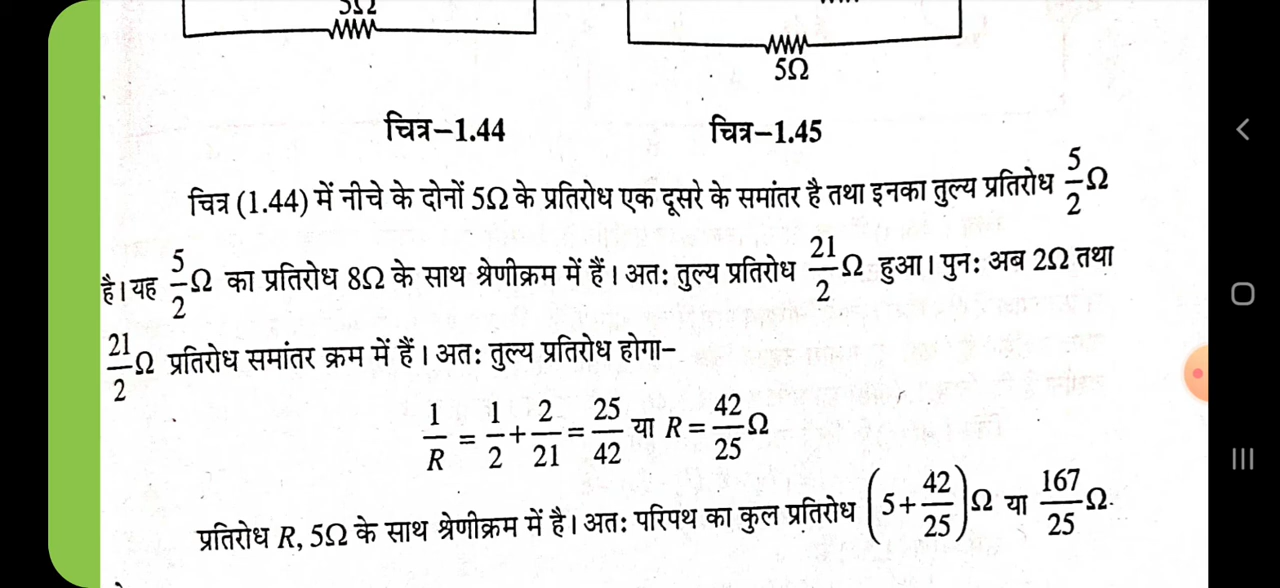 5Ω
5Ω
चित्र–1.44 चित्र–1.45
चित्र (1.44) में नीचे के दोनों 5Ω के प्रतिरोध एक दूसरे के समांतर है तथा इनका तुल्य प्रतिरोध 5/2 Ω
है। यह 5/2 Ω का प्रतिरोध 8Ω के साथ श्रेणीक्रम में हैं। अत: तुल्य प्रतिरोध 21/2 Ω हुआ। पुन: अब 2Ω तथा
21/2 Ω प्रतिरोध समांतर क्रम में हैं। अत: तुल्य प्रतिरोध होगा–
1/R = 1/2 + 2/21 = 25/42 या R = 42/25 Ω
प्रतिरोध R, 5Ω के साथ श्रेणीक्रम में है। अत: परिपथ का कुल प्रतिरोध (5 + 42/25) Ω या 167/25 Ω.